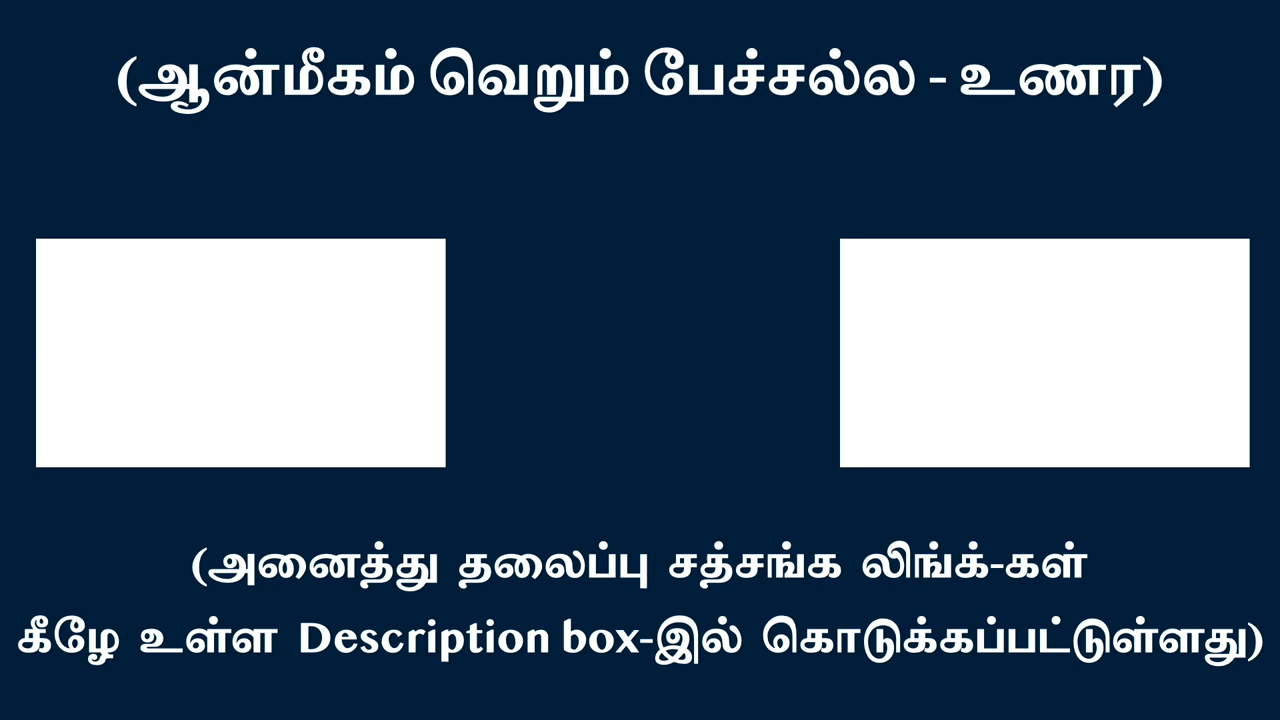 (ஆன்மீகம் வெறும் பேச்சல்ல - உணர)
(அனைத்து தலைப்பு சத்சங்க லிங்க்-கள்
கீழே உள்ள Description box-இல் கொடுக்கப்பட்டுள்ளது)